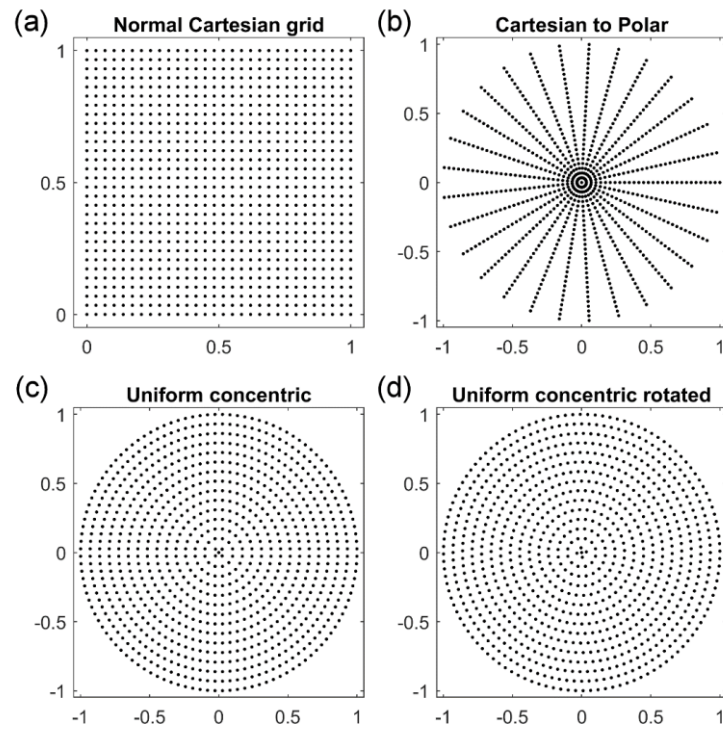 (a) Normal Cartesian grid
1
0.5
0
0 0.5 1
(b) Cartesian to Polar
1
0.5
0
-0.5
-1
-1 -0.5 0 0.5 1
(c) Uniform concentric
1
0.5
0
-0.5
-1
-1 -0.5 0 0.5 1
(d) Uniform concentric rotated
1
0.5
0
-0.5
-1
-1 -0.5 0 0.5 1